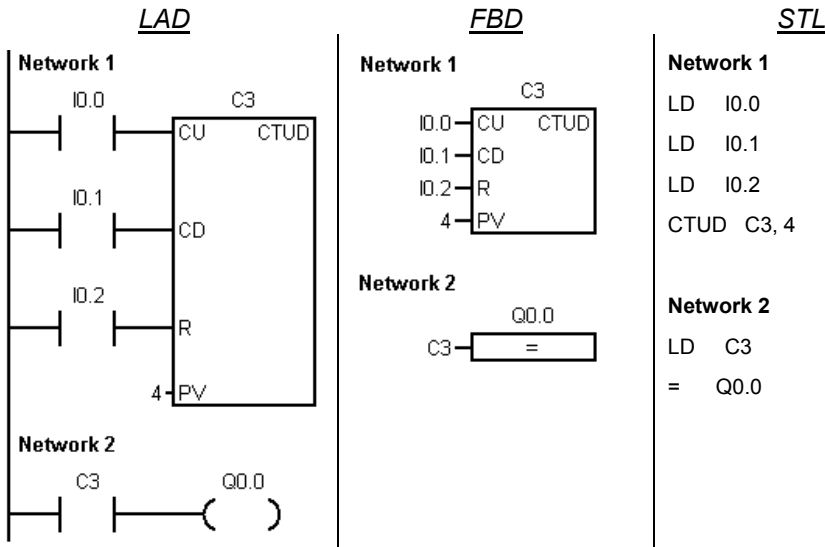 LAD
Network 1
I0.0
C3
CU CTUD
I0.1
CD
I0.2
R
4 PV
Network 2
C3 Q0.0
FBD
Network 1
C3
I0.0 CU CTUD
I0.1 CD
I0.2 R
4 PV
Network 2
Q0.0
C3 =
STL
Network 1
LD I0.0
LD I0.1
LD I0.2
CTUD C3, 4
Network 2
LD C3
= Q0.0